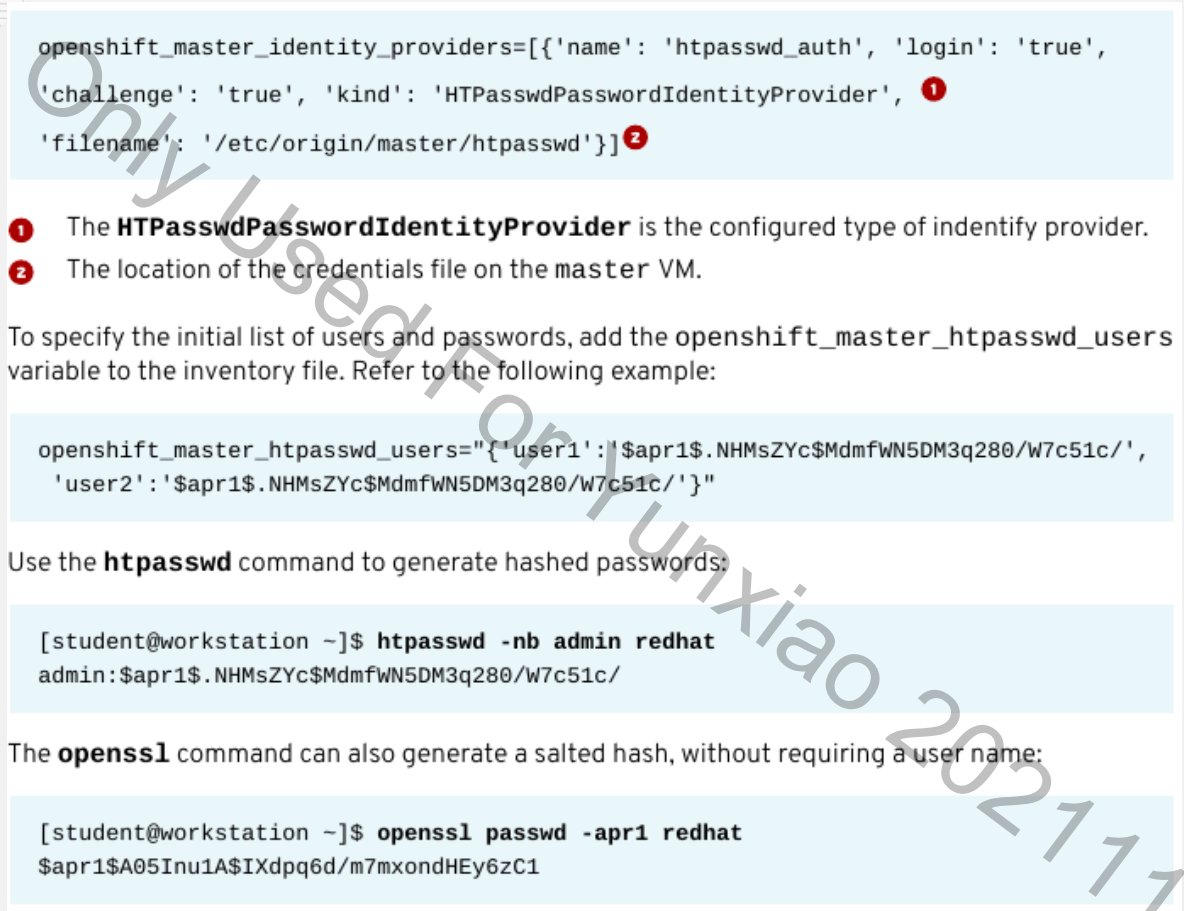 openshift_master_identity_providers=[{'name': 'htpasswd_auth', 'login': 'true',
'challenge': 'true', 'kind': 'HTPasswdPasswordIdentityProvider', 1
'filename': '/etc/origin/master/htpasswd'}] 2
1 The HTPasswdPasswordIdentityProvider is the configured type of indentify provider.
2 The location of the credentials file on the master VM.
To specify the initial list of users and passwords, add the openshift_master_htpasswd_users
variable to the inventory file. Refer to the following example:
openshift_master_htpasswd_users="{'user1':'$apr1$.NHMsZYc$MdmfWN5DM3q280/W7c51c/',
'user2':'$apr1$.NHMsZYc$MdmfWN5DM3q280/W7c51c/'}"
Use the htpasswd command to generate hashed passwords:
[student@workstation ~]$ htpasswd -nb admin redhat
admin:$apr1$.NHMsZYc$MdmfWN5DM3q280/W7c51c/
The openssl command can also generate a salted hash, without requiring a user name:
[student@workstation ~]$ openssl passwd -apr1 redhat
$apr1$A05Inu1A$IXdpq6d/m7mxondHEy6zC1
Only Used For Yunxiao 202111